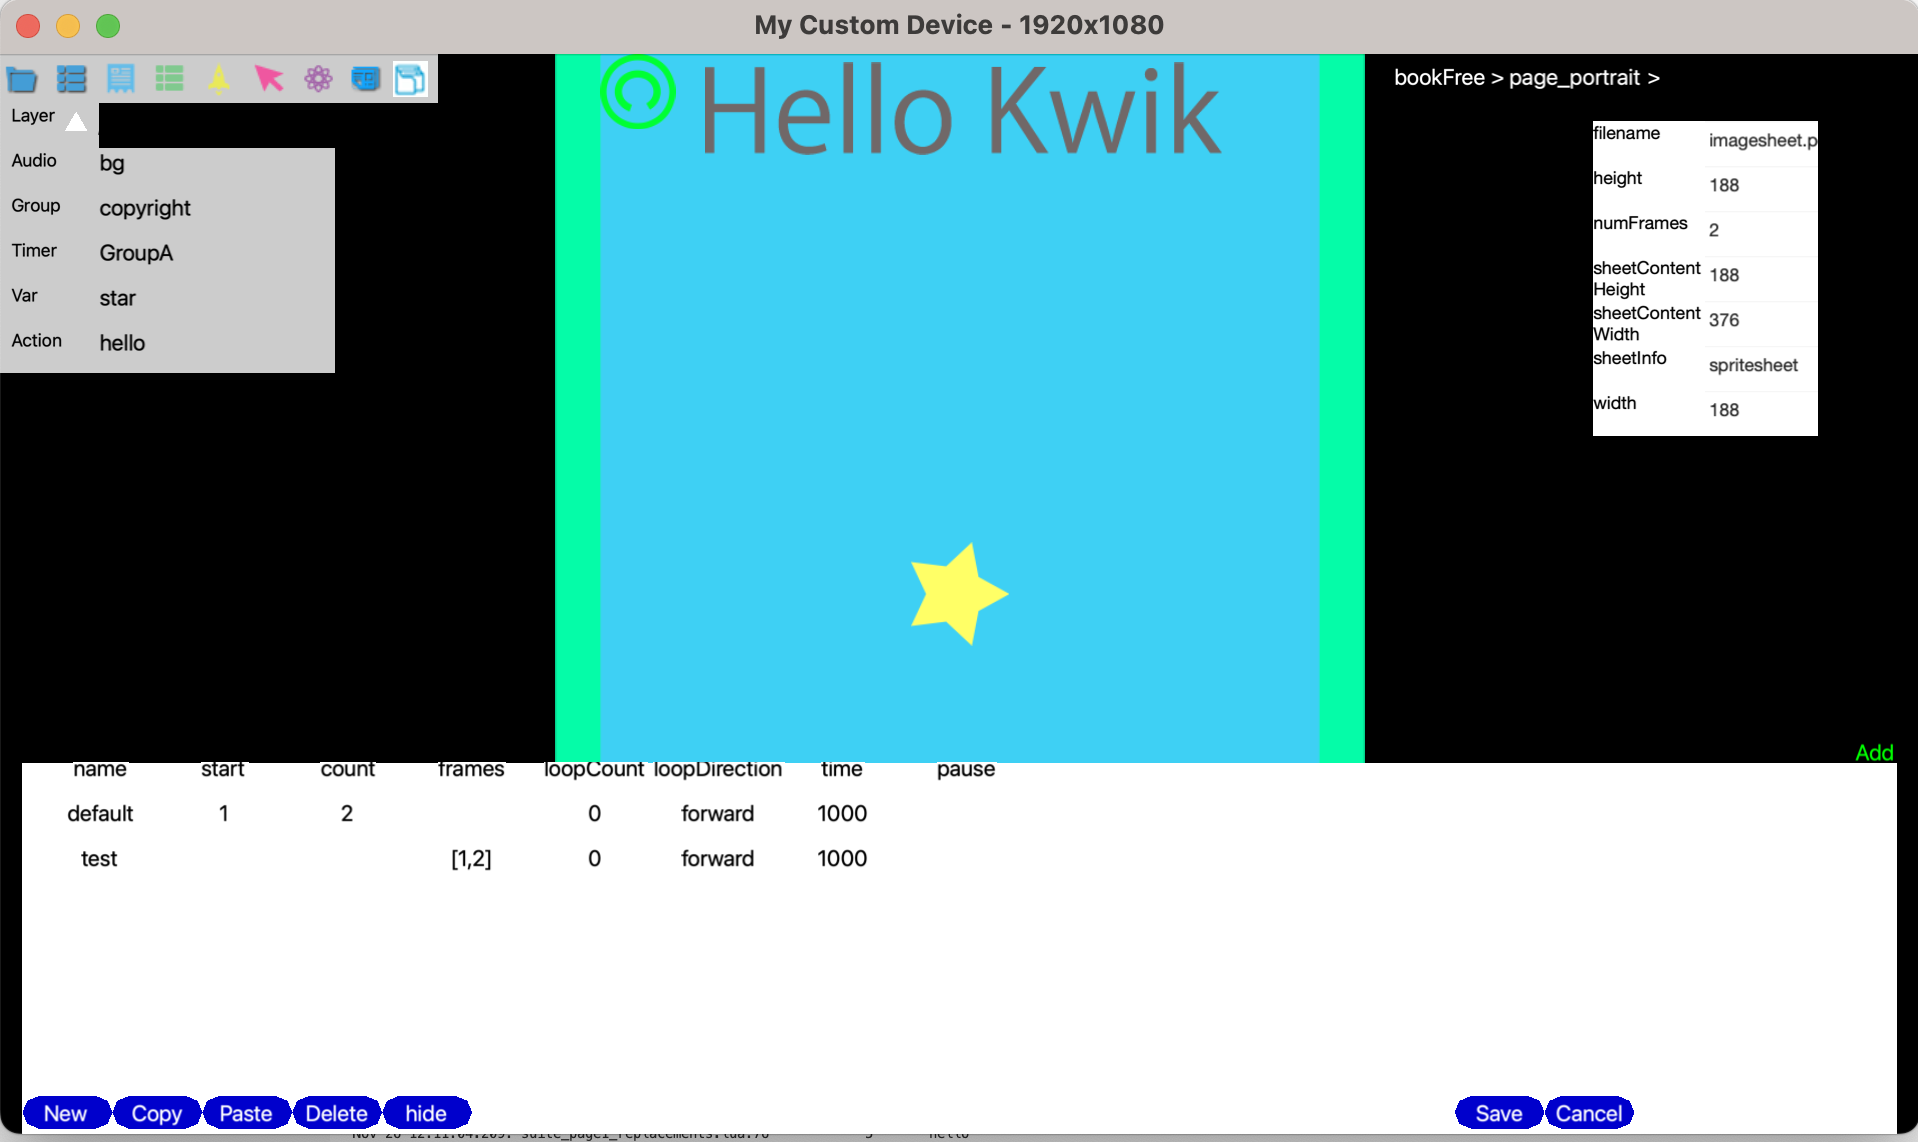 My Custom Device - 1920x1080
bookFree > page_portrait >
Hello Kwik
Layer
Audio
Group
Timer
Var
Action
bg
copyright
GroupA
star
hello
filename imagesheet.p
height 188
numFrames 2
sheetContent
Height 188
sheetContent
Width 376
sheetInfo spritesheet
width 188
Add
name start count frames loopCount loopDirection time pause
default 1 2 0 forward 1000
test [1,2] 0 forward 1000
New Copy Paste Delete hide Save Cancel